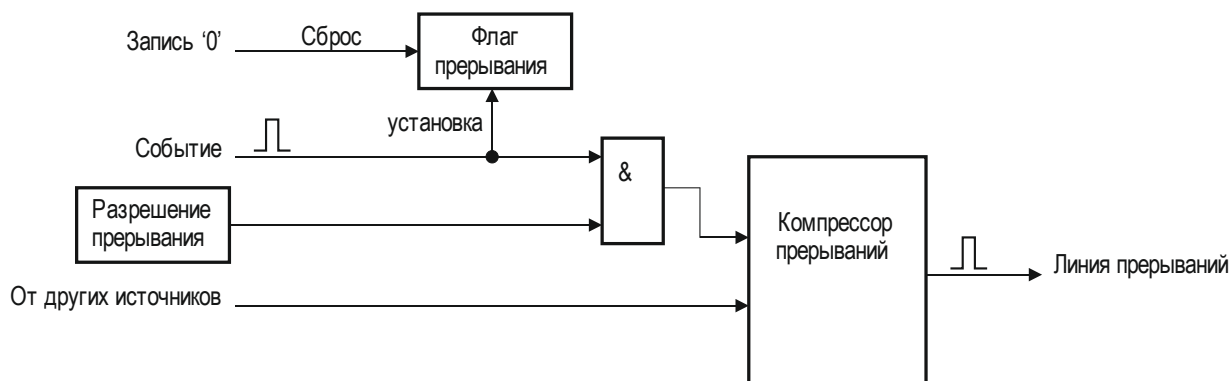 Запись ‘0’
Сброс
Флаг
прерывания
установка
Событие
&
Разрешение
прерывания
Компрессор
прерываний
Линия прерываний
От других источников